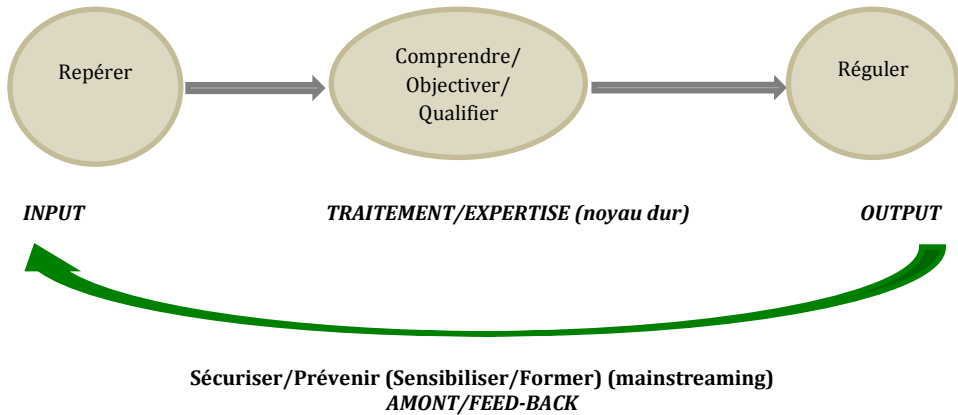 Repérer
Comprendre/
Objectiver/
Qualifier
Réguler
INPUT
TRAITEMENT/EXPERTISE (noyau dur)
OUTPUT
Sécuriser/Prévenir (Sensibiliser/Former) (mainstreaming)
AMONT/FEED-BACK